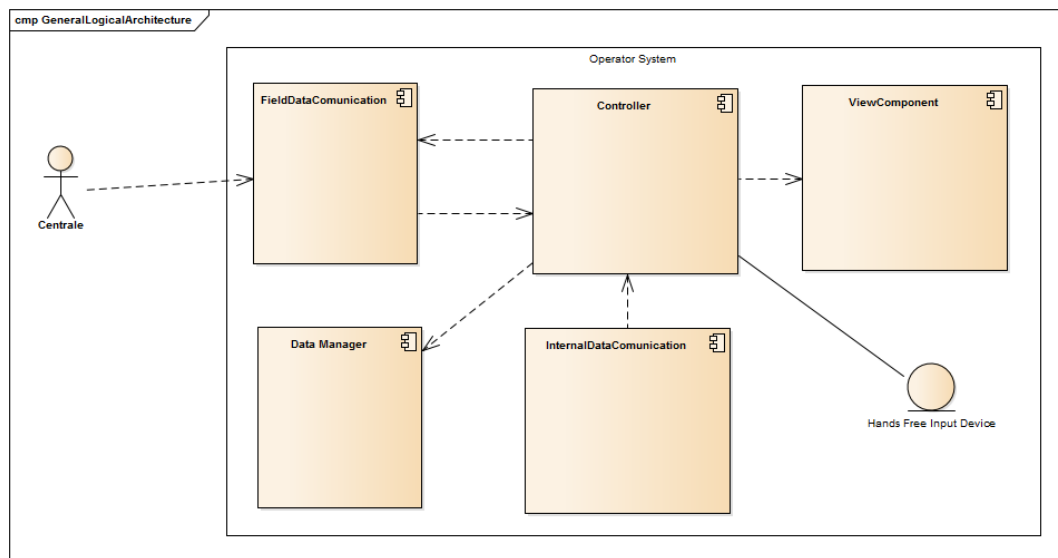 cmp GeneralLogicalArchitecture
Operator System
FieldDataComunication
Controller
ViewComponent
Centrale
Data Manager
InternalDataComunication
Hands Free Input Device